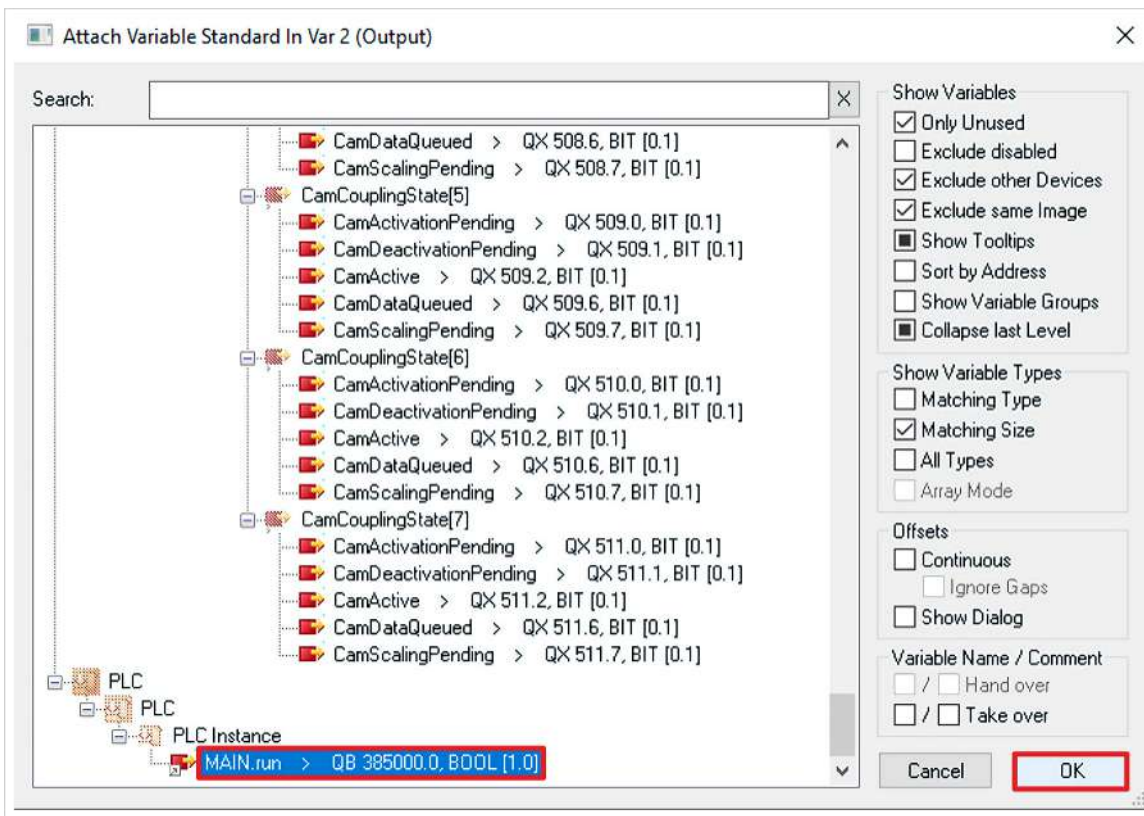 Attach Variable Standard In Var 2 (Output)
Search:
CamDataQueued > QX 508.6, BIT [0.1]
CamScalingPending > QX 508.7, BIT [0.1]
CamCouplingState[5]
CamActivationPending > QX 509.0, BIT [0.1]
CamDeactivationPending > QX 509.1, BIT [0.1]
CamActive > QX 509.2, BIT [0.1]
CamDataQueued > QX 509.6, BIT [0.1]
CamScalingPending > QX 509.7, BIT [0.1]
CamCouplingState[6]
CamActivationPending > QX 510.0, BIT [0.1]
CamDeactivationPending > QX 510.1, BIT [0.1]
CamActive > QX 510.2, BIT [0.1]
CamDataQueued > QX 510.6, BIT [0.1]
CamScalingPending > QX 510.7, BIT [0.1]
CamCouplingState[7]
CamActivationPending > QX 511.0, BIT [0.1]
CamDeactivationPending > QX 511.1, BIT [0.1]
CamActive > QX 511.2, BIT [0.1]
CamDataQueued > QX 511.6, BIT [0.1]
CamScalingPending > QX 511.7, BIT [0.1]
PLC
PLC
PLC Instance
MAIN.run > QB 385000.0, BOOL [1.0]
Show Variables
Only Unused
Exclude disabled
Exclude other Devices
Exclude same Image
Show Tooltips
Sort by Address
Show Variable Groups
Collapse last Level
Show Variable Types
Matching Type
Matching Size
All Types
Array Mode
Offsets
Continuous
Ignore Gaps
Show Dialog
Variable Name / Comment
/ Hand over
/ Take over
Cancel
OK